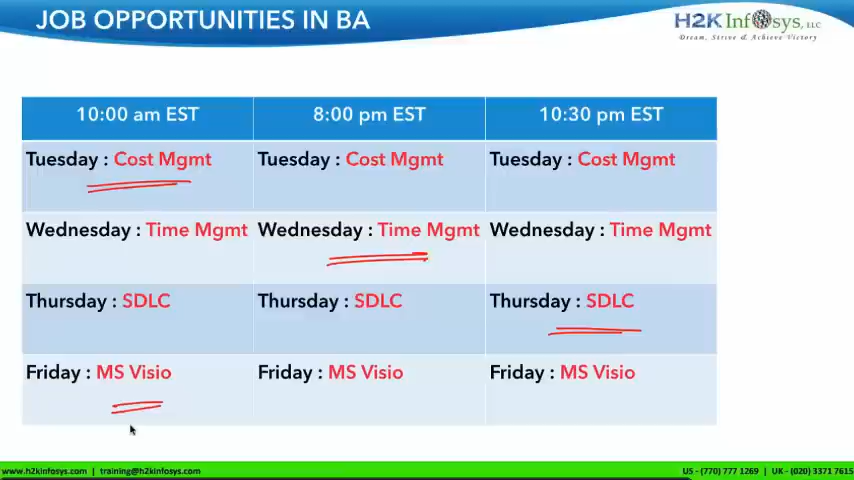 JOB OPPORTUNITIES IN BA
H2K Infosys, LLC
Dream, Strive & Achieve Victory
10:00 am EST 8:00 pm EST 10:30 pm EST
Tuesday : Cost Mgmt Tuesday : Cost Mgmt Tuesday : Cost Mgmt
Wednesday : Time Mgmt Wednesday : Time Mgmt Wednesday : Time Mgmt
Thursday : SDLC Thursday : SDLC Thursday : SDLC
Friday : MS Visio Friday : MS Visio Friday : MS Visio
www.h2kinfosys.com | training@h2kinfosys.com US - (770) 777 1269 | UK - (020) 3371 7615